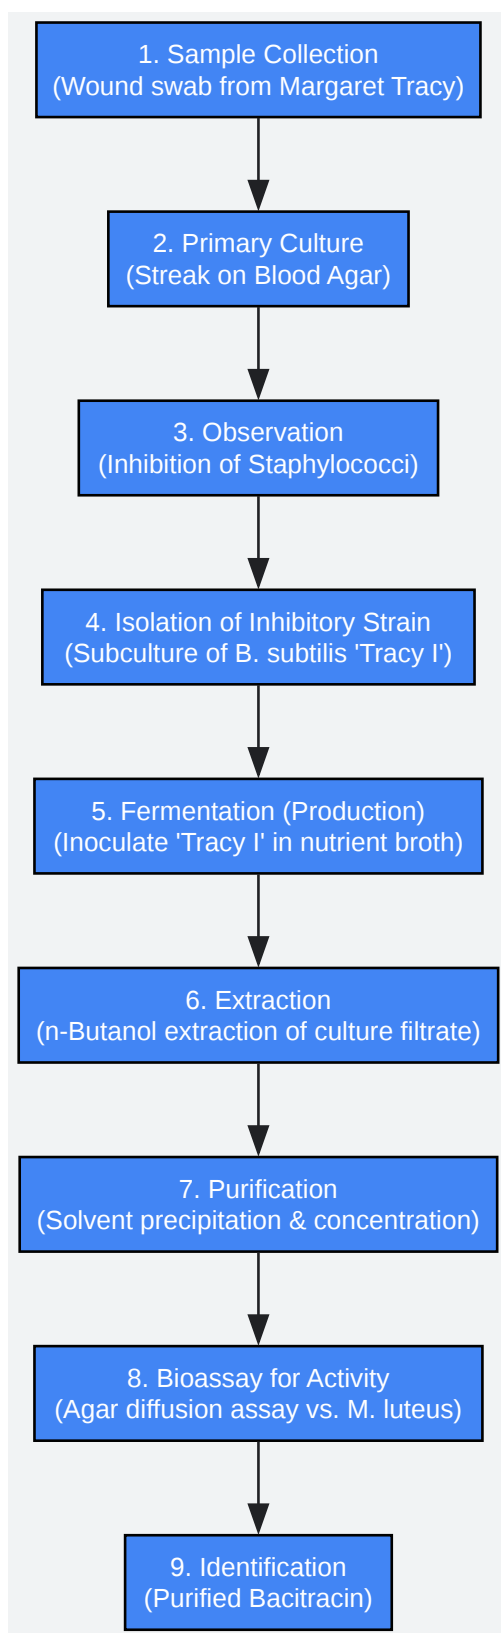 1. Sample Collection
(Wound swab from Margaret Tracy)
2. Primary Culture
(Streak on Blood Agar)
3. Observation
(Inhibition of Staphylococci)
4. Isolation of Inhibitory Strain
(Subculture of B. subtilis 'Tracy I')
5. Fermentation (Production)
(Inoculate 'Tracy I' in nutrient broth)
6. Extraction
(n-Butanol extraction of culture filtrate)
7. Purification
(Solvent precipitation & concentration)
8. Bioassay for Activity
(Agar diffusion assay vs. M. luteus)
9. Identification
(Purified Bacitracin)